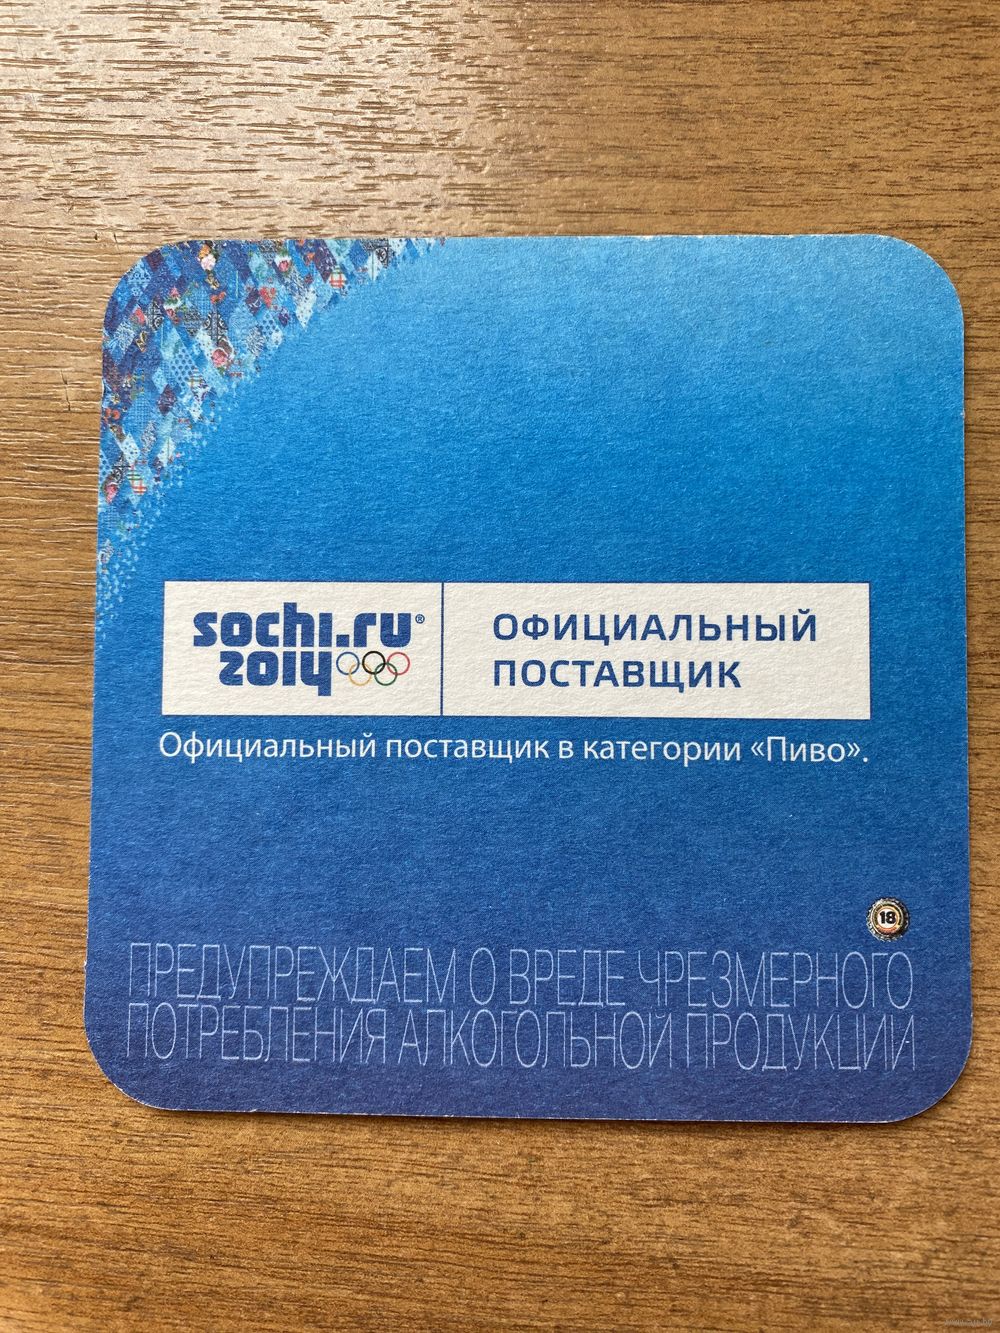 sochi.ru®
2014
ОФИЦИАЛЬНЫЙ
ПОСТАВЩИК
Официальный поставщик в категории «Пиво».
18
ПРЕДУПРЕЖДАЕМ О ВРЕДЕ ЧРЕЗМЕРНОГО
ПОТРЕБЛЕНИЯ АЛКОГОЛЬНОЙ ПРОДУКЦИИ